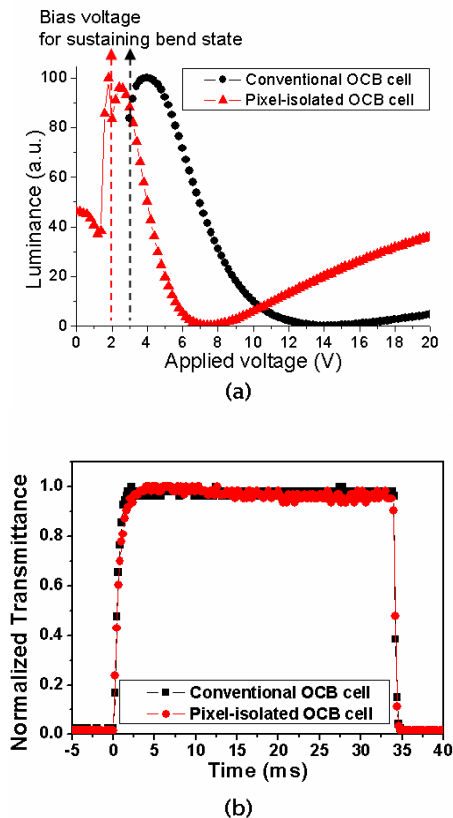 Bias voltage
for sustaining bend state
Luminance (a.u.)
100
80
60
40
20
0
Conventional OCB cell
Pixel-isolated OCB cell
0 2 4 6 8 10 12 14 16 18 20
Applied voltage (V)
(a)
Normalized Transmittance
1.0
0.8
0.6
0.4
0.2
0.0
Conventional OCB cell
Pixel-isolated OCB cell
-5 0 5 10 15 20 25 30 35 40
Time (ms)
(b)